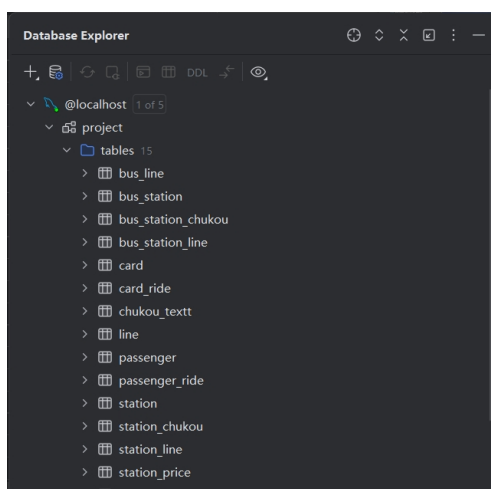 Database Explorer
DDL
@localhost 1 of 5
project
tables 15
bus_line
bus_station
bus_station_chukou
bus_station_line
card
card_ride
chukou_textt
line
passenger
passenger_ride
station
station_chukou
station_line
station_price